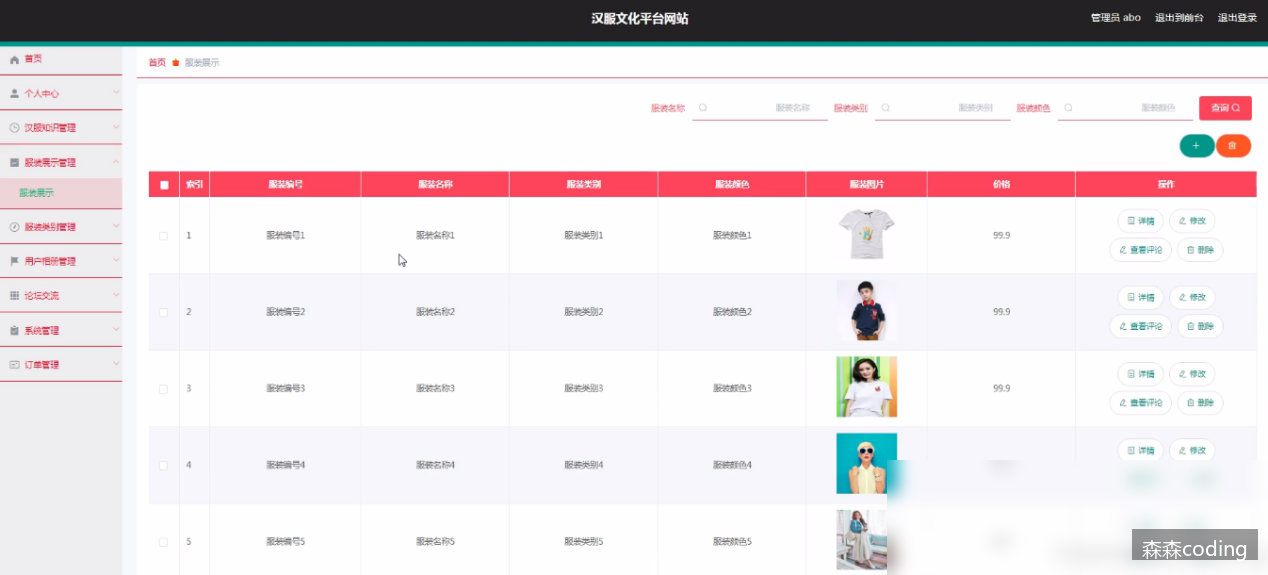 汉服文化平台网站
管理员 abo 退出到前台 退出登录
首页
个人中心
汉服知识管理
服装展示管理
服装展示
服装类别管理
用户相册管理
论坛交流
系统管理
订单管理
首页 服装展示
服装名称 服装名称 服装类别 服装类别 服装颜色 服装颜色 查询
+
索引 服装编号 服装名称 服装类别 服装颜色 服装图片 价格 操作
1 服装编号1 服装名称1 服装类别1 服装颜色1 99.9 详情 修改
查看评论 删除
2 服装编号2 服装名称2 服装类别2 服装颜色2 99.9 详情 修改
查看评论 删除
3 服装编号3 服装名称3 服装类别3 服装颜色3 99.9 详情 修改
查看评论 删除
4 服装编号4 服装名称4 服装类别4 服装颜色4 详情 修改
5 服装编号5 服装名称5 服装类别5 服装颜色5
森森coding